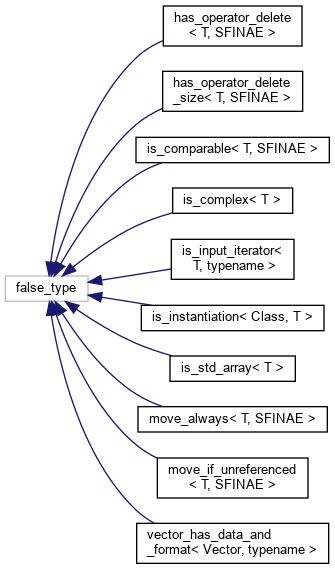 has_operator_delete
< T, SFINAE >
has_operator_delete
_size< T, SFINAE >
is_comparable< T, SFINAE >
is_complex< T >
is_input_iterator<
T, typename >
false_type
is_instantiation< Class, T >
is_std_array< T >
move_always< T, SFINAE >
move_if_unreferenced
< T, SFINAE >
vector_has_data_and
_format< Vector, typename >